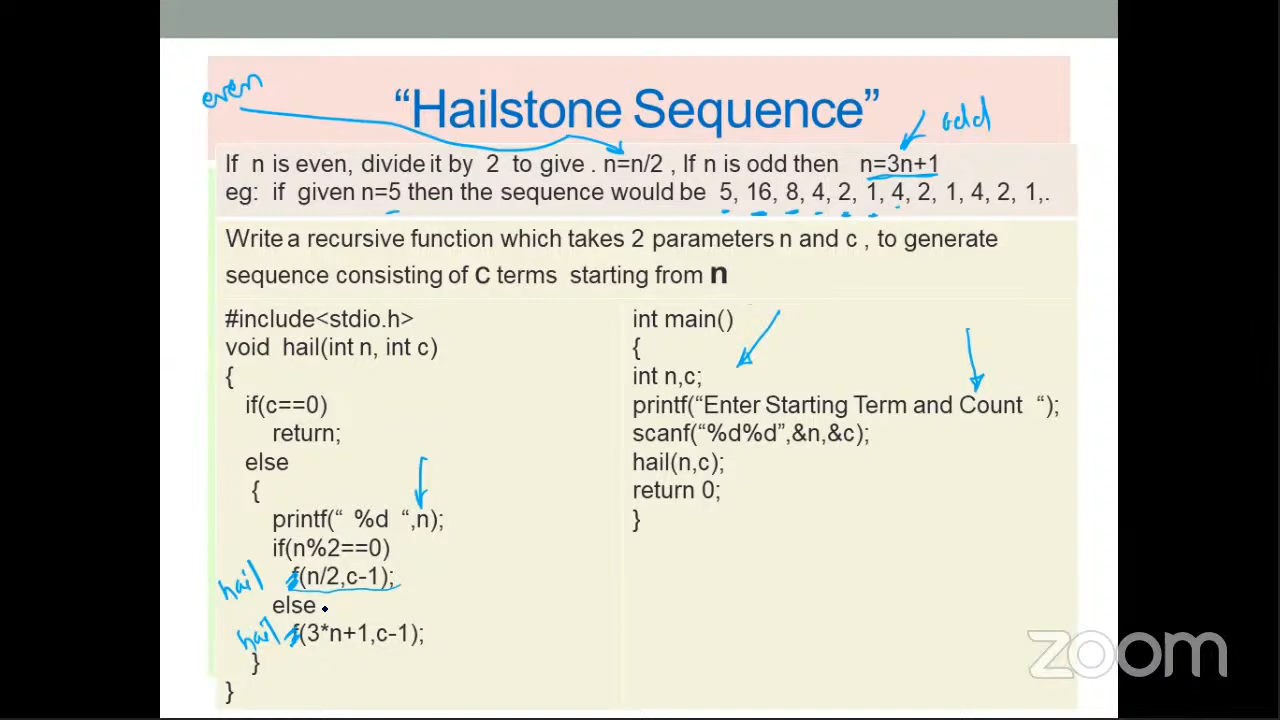 even
“Hailstone Sequence”
odd
If n is even, divide it by 2 to give . n=n/2 , If n is odd then n=3n+1
eg: if given n=5 then the sequence would be 5, 16, 8, 4, 2, 1, 4, 2, 1, 4, 2, 1,.
Write a recursive function which takes 2 parameters n and c , to generate
sequence consisting of c terms starting from n
#include<stdio.h>
void hail(int n, int c)
{
if(c==0)
return;
else
{
printf(“ %d “,n);
if(n%2==0)
hail f(n/2,c-1);
else
hail f(3*n+1,c-1);
}
}
int main()
{
int n,c;
printf(“Enter Starting Term and Count “);
scanf(“%d%d”,&n,&c);
hail(n,c);
return 0;
}
zoom